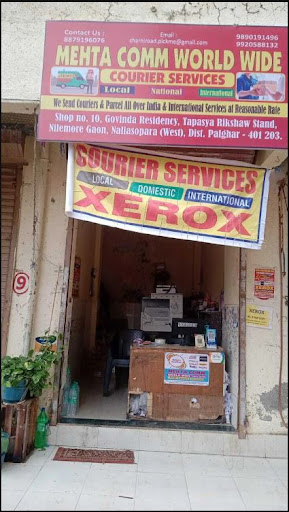 Contact Us :
8879196076
Email :
9890191496
9920588132
MEHTA COMM WORLD WIDE
COURIER SERVICES
Local National International
We Send Couriers & Parcel All Over India & International Services at Reasonable Rate
Shop no. 10, Govinda Residency, Tapasya Rikshaw Stand,
Nilemore Gaon, Nallasopara (West), Dist. Palghar - 401 203.
COURIER SERVICES
LOCAL DOMESTIC INTERNATIONAL
XEROX
9
XEROX